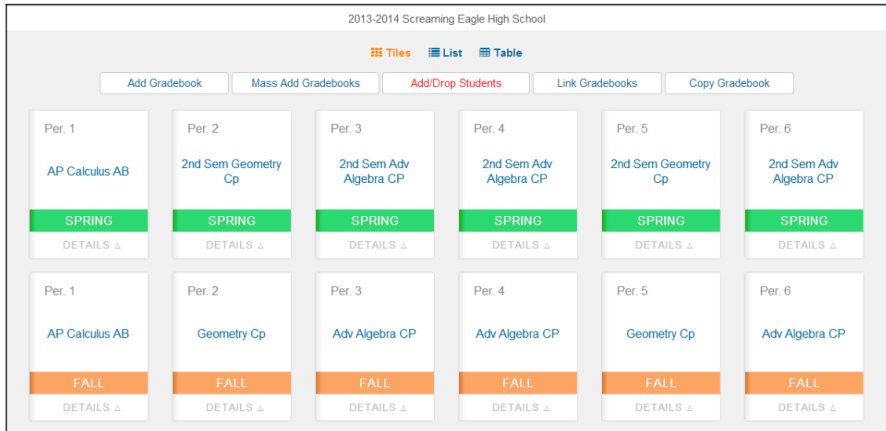 2013-2014 Screaming Eagle High School
Tiles List Table
Add Gradebook Mass Add Gradebooks Add/Drop Students Link Gradebooks Copy Gradebook
Per. 1 Per. 2 Per. 3 Per. 4 Per. 5 Per. 6
AP Calculus AB 2nd Sem Geometry 2nd Sem Adv 2nd Sem Adv 2nd Sem Geometry 2nd Sem Adv
Cp Algebra CP Algebra CP Cp Algebra CP
SPRING SPRING SPRING SPRING SPRING SPRING
DETAILS DETAILS DETAILS DETAILS DETAILS DETAILS
Per. 1 Per. 2 Per. 3 Per. 4 Per. 5 Per. 6
AP Calculus AB Geometry Cp Adv Algebra CP Adv Algebra CP Geometry Cp Adv Algebra CP
FALL FALL FALL FALL FALL FALL
DETAILS DETAILS DETAILS DETAILS DETAILS DETAILS